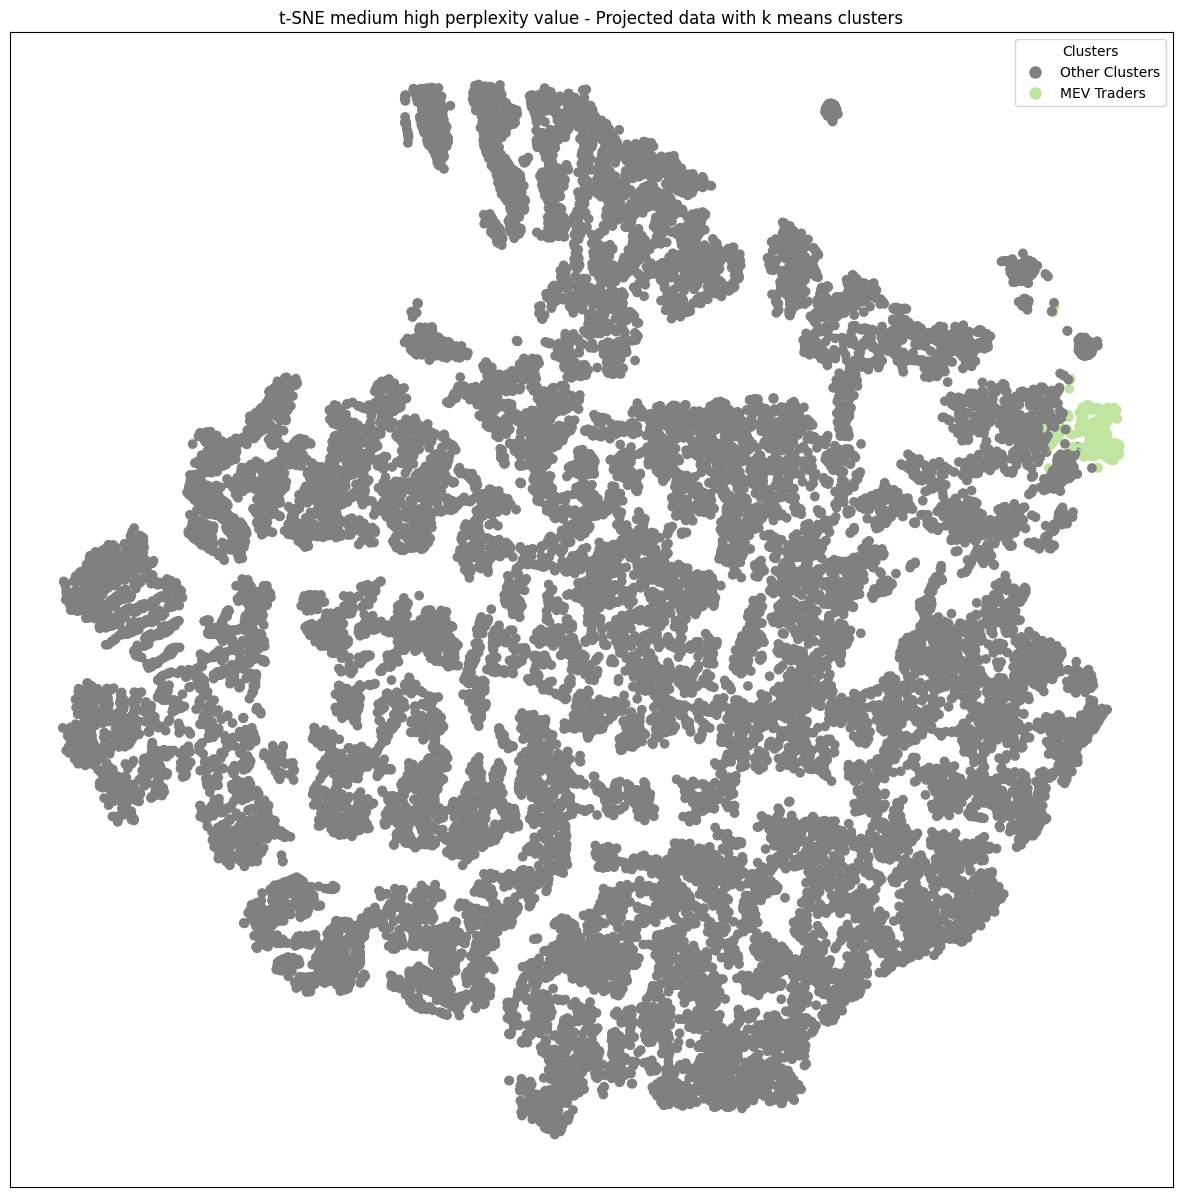 t-SNE medium high perplexity value - Projected data with k means clusters
Clusters
Other Clusters
MEV Traders